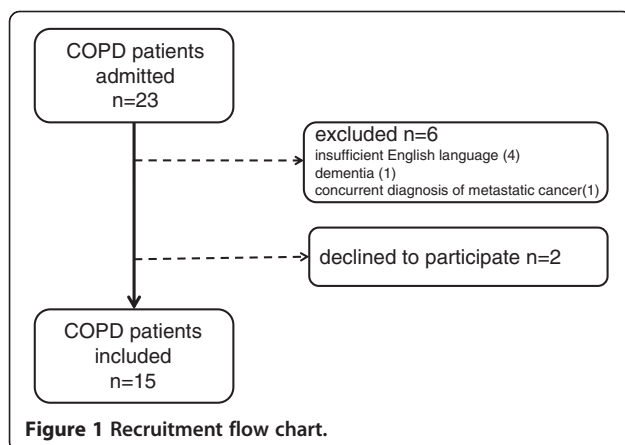 COPD patients
admitted
n=23
excluded n=6
insufficient English language (4)
dementia (1)
concurrent diagnosis of metastatic cancer(1)
declined to participate n=2
COPD patients
included
n=15
Figure 1 Recruitment flow chart.